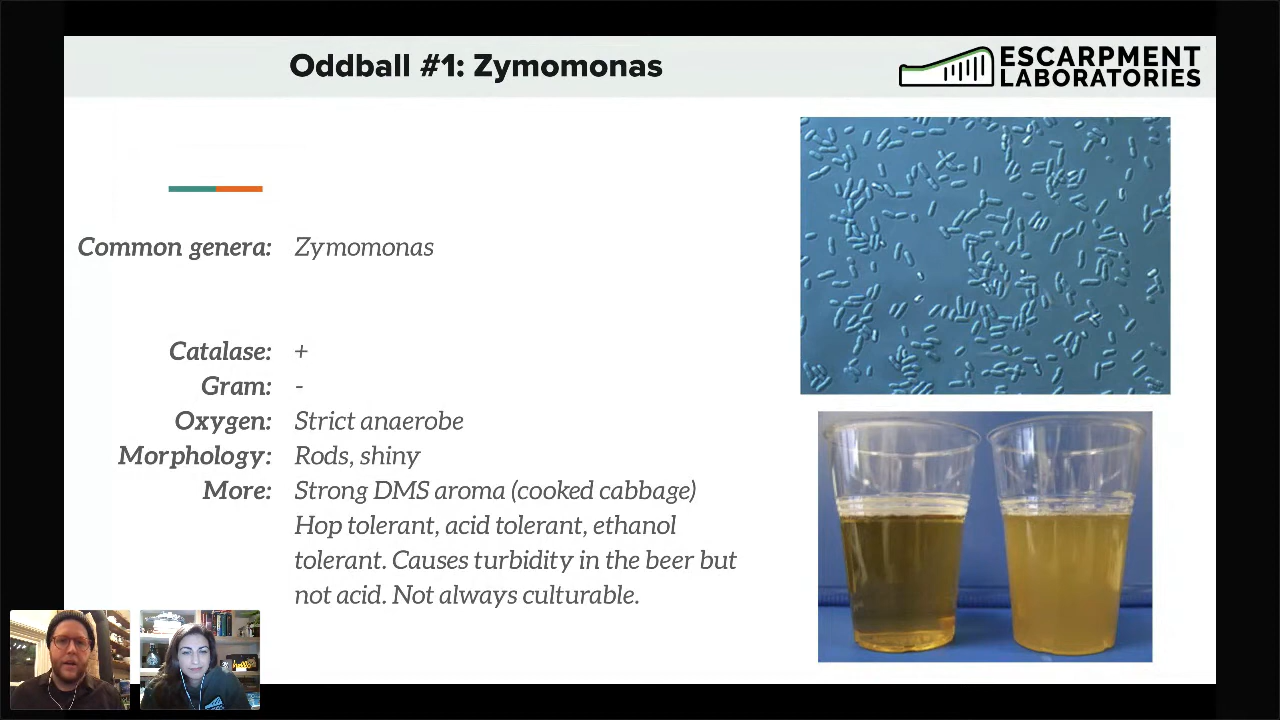 Oddball #1: Zymomonas
ESCARPMENT
LABORATORIES
Common genera: Zymomonas
Catalase: +
Gram: -
Oxygen: Strict anaerobe
Morphology: Rods, shiny
More: Strong DMS aroma (cooked cabbage)
Hop tolerant, acid tolerant, ethanol
tolerant. Causes turbidity in the beer but
not acid. Not always culturable.
hello